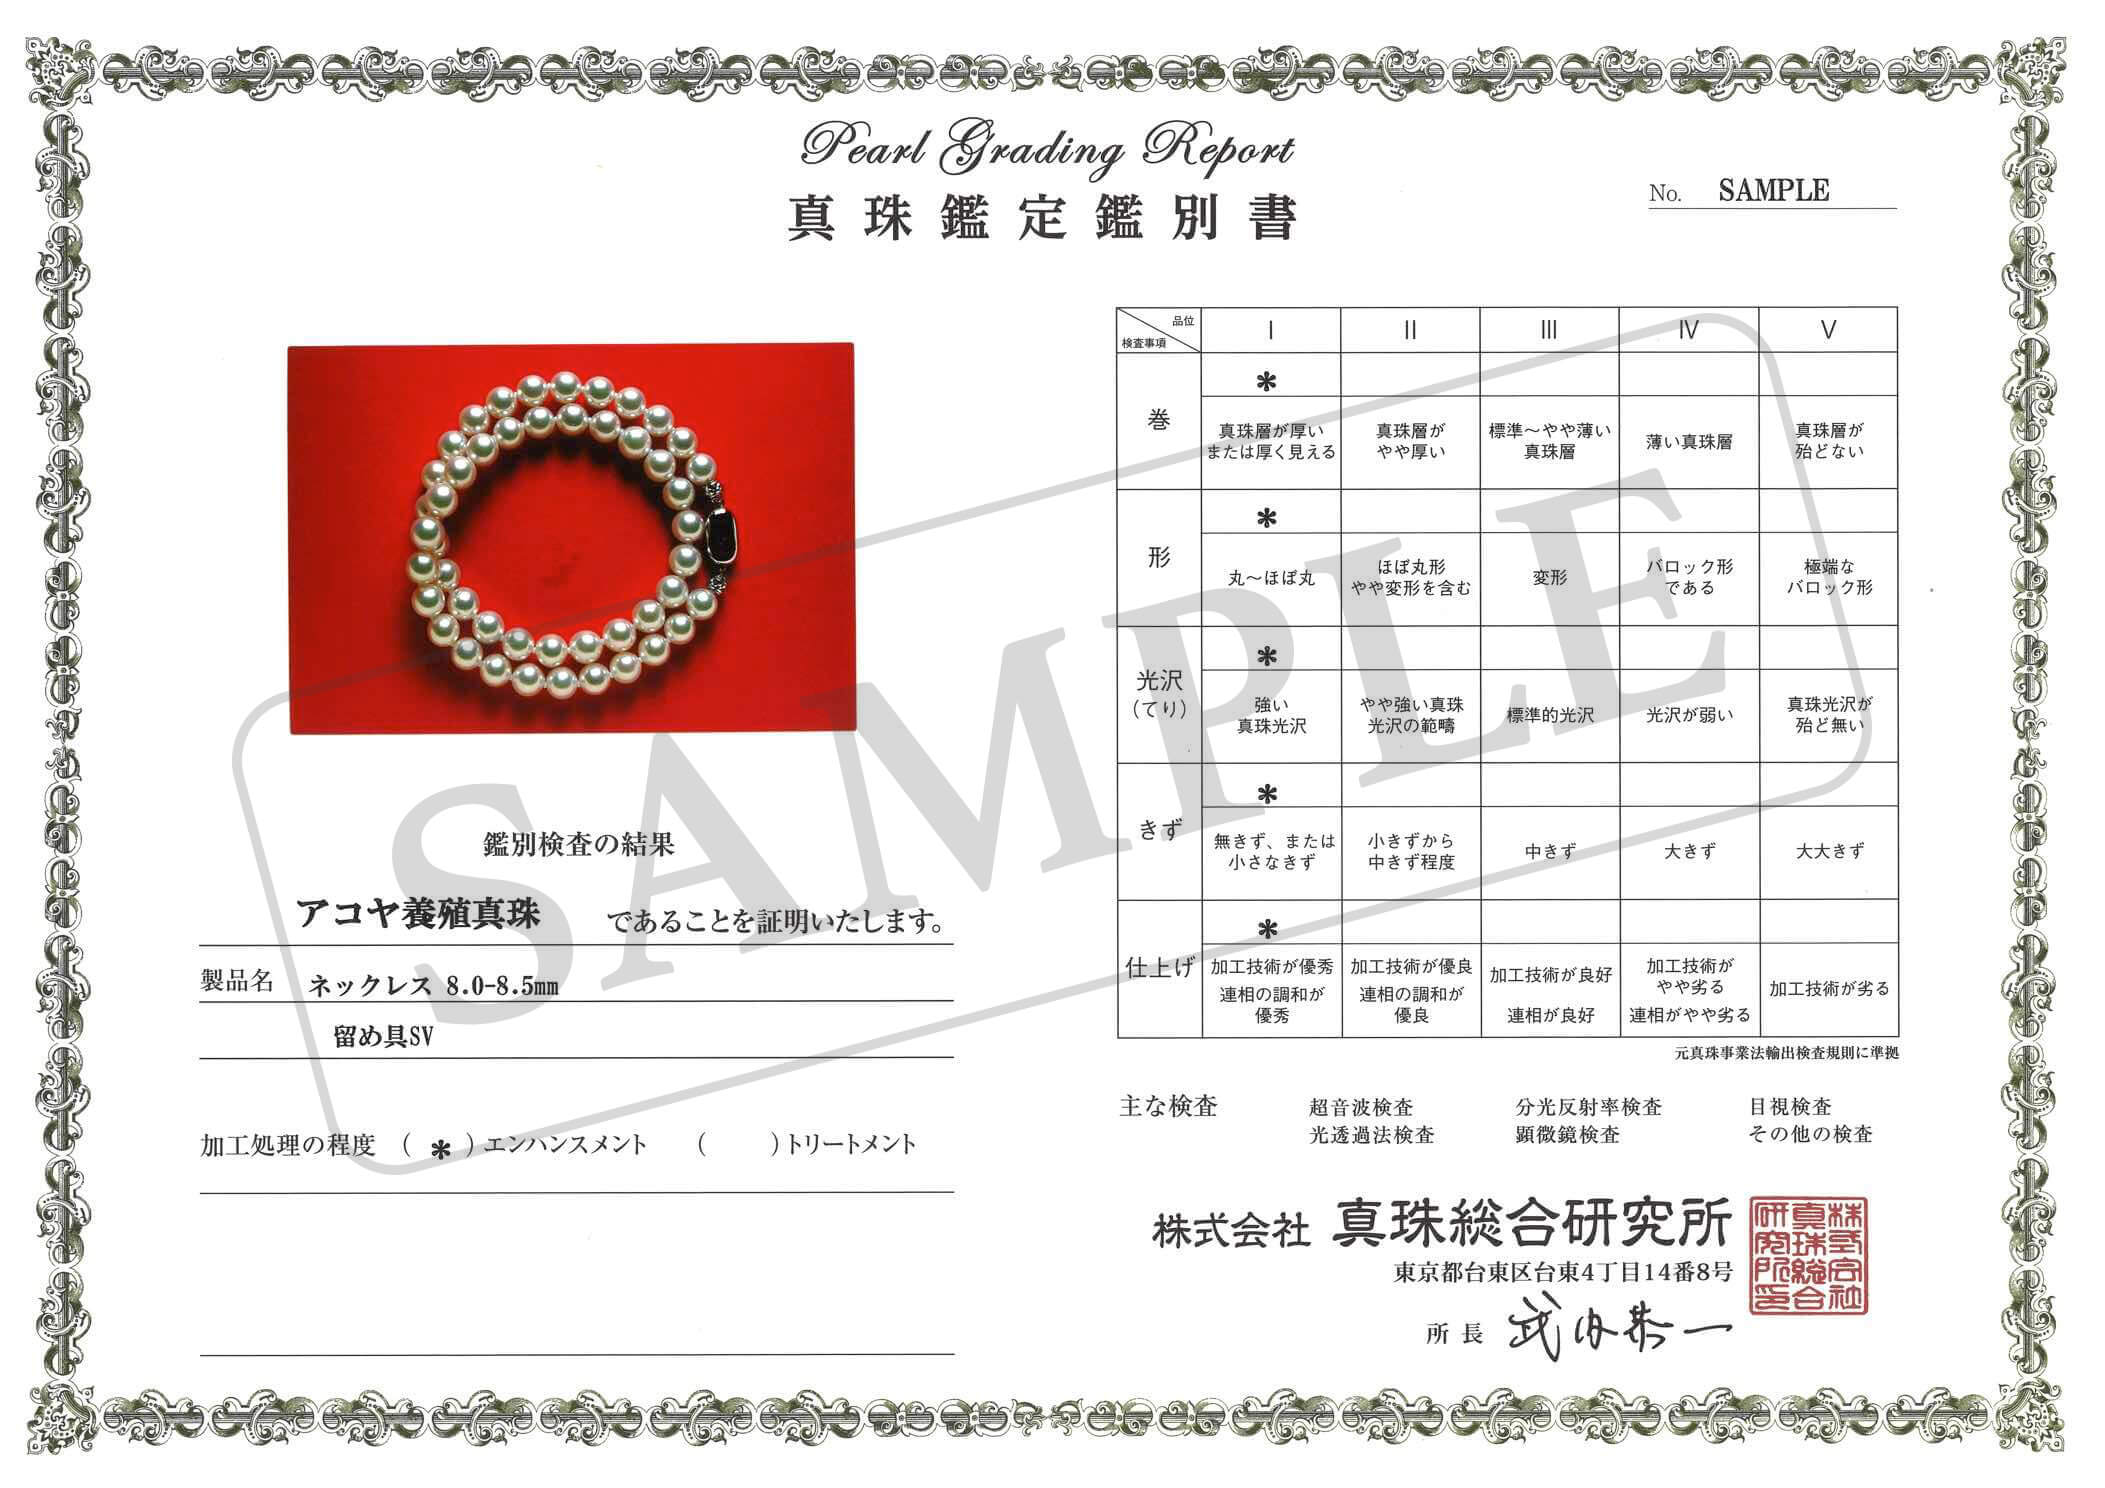 Pearl Grading Report
真珠鑑定鑑別書
No. SAMPLE
鑑別検査の結果
アコヤ養殖真珠 であることを証明いたします。
製品名 ネックレス 8.0-8.5mm
留め具SV
加工処理の程度 ( * ) エンハンスメント ( ) トリートメント
品位
検査事項
I II III IV V
巻
*
真珠層が厚い
または厚く見える
真珠層が
やや厚い
標準～やや薄い
真珠層
薄い真珠層
真珠層が
殆どない
形
*
丸～ほぼ丸
ほぼ丸形
やや変形を含む
変形
バロック形
である
極端な
バロック形
光沢
(てり)
*
強い
真珠光沢
やや強い真珠
光沢の範疇
標準的光沢
光沢が弱い
真珠光沢が
殆ど無い
きず
*
無きず、または
小さなきず
小きずから
中きず程度
中きず
大きず
大大きず
仕上げ
*
加工技術が優秀
連相の調和が
優秀
加工技術が優良
連相の調和が
優良
加工技術が良好
連相が良好
加工技術が
やや劣る
連相がやや劣る
加工技術が劣る
元真珠事業法輸出検査規則に準拠
主な検査 超音波検査 分光反射率検査 目視検査
光透過法検査 顕微鏡検査 その他の検査
株式会社 真珠総合研究所
東京都台東区台東4丁目14番8号
所長 武内恭一
株式会社
真珠総合
研究所印
SAMPLE